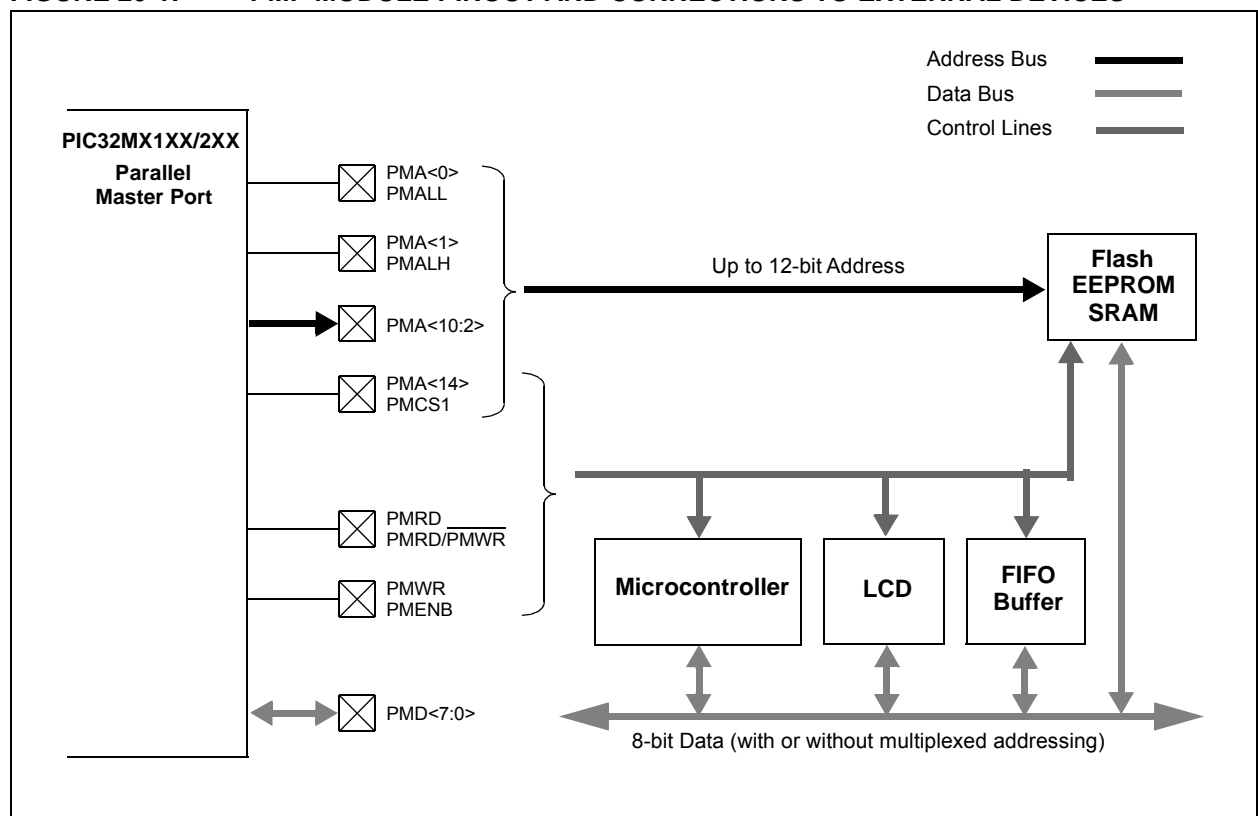 Address Bus
Data Bus
Control Lines
PIC32MX1XX/2XX
Parallel
Master Port
PMA<0>
PMALL
PMA<1>
PMALH
PMA<10:2>
PMA<14>
PMCS1
PMRD
PMRD/PMWR
PMWR
PMENB
PMD<7:0>
Up to 12-bit Address
Flash
EEPROM
SRAM
Microcontroller
LCD
FIFO
Buffer
8-bit Data (with or without multiplexed addressing)